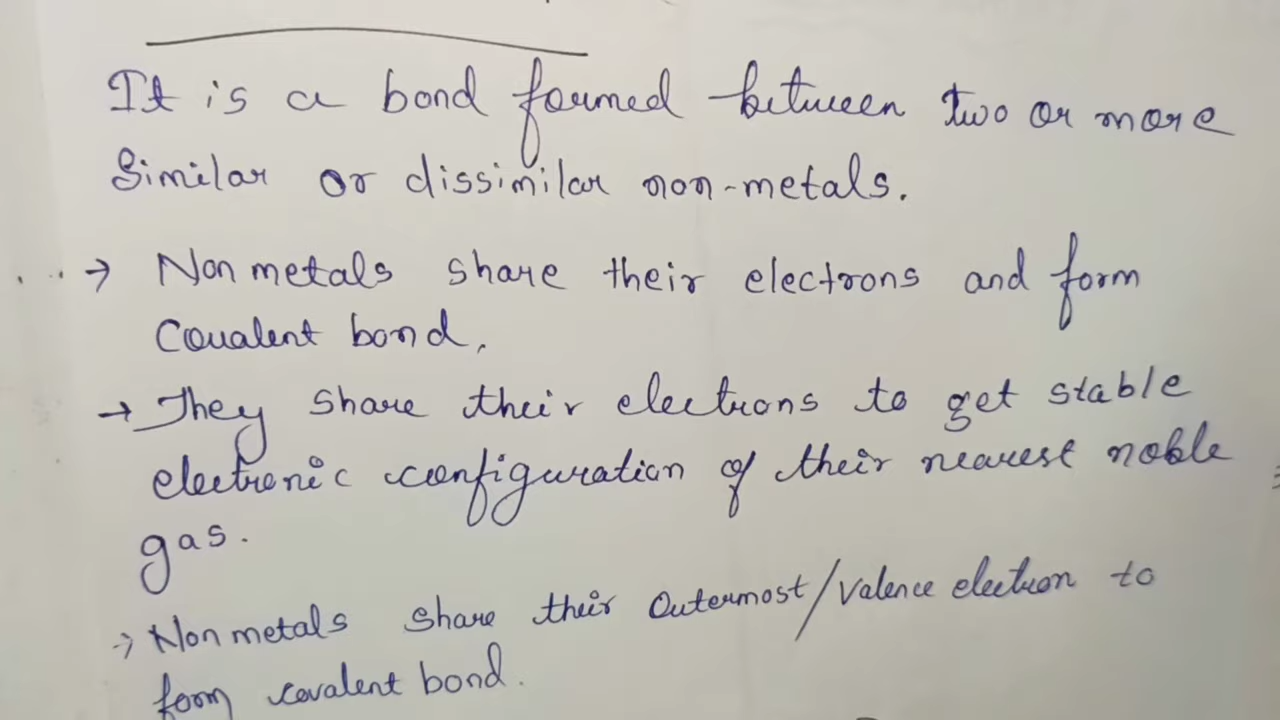 It is a bond formed between two or more
Similar or dissimilar non-metals.
→ Non metals share their electrons and form
Covalent bond.
→ They share their electrons to get stable
electronic configuration of their nearest noble
gas.
→ Non metals share their Outermost/Valence electron to
form covalent bond.